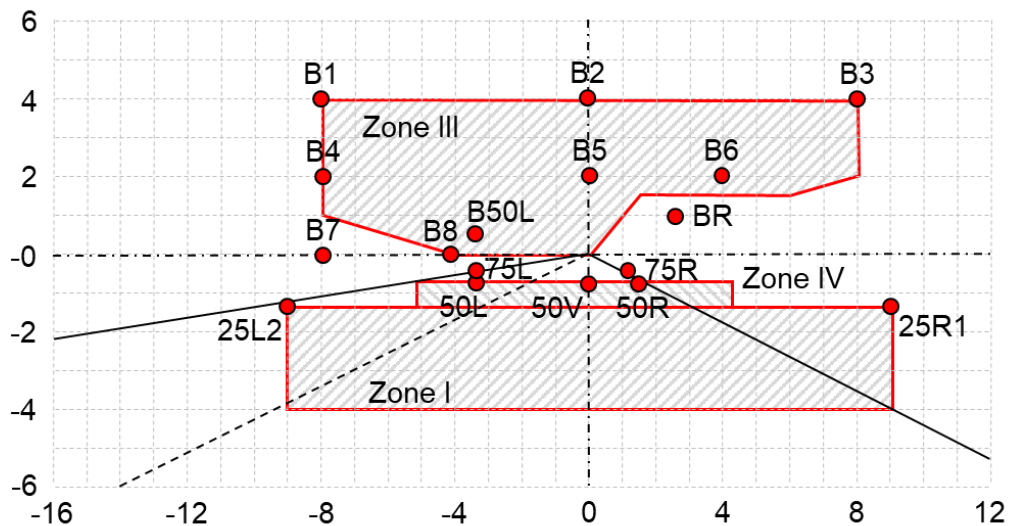 6
B1 B2 B3
4
Zone III
B4 B5 B6
2
B50L
B7 B8 BR
-0
75L 75R
Zone IV
50L 50V 50R
25L2 25R1
-2
Zone I
-4
-6
-16 -12 -8 -4 0 4 8 12